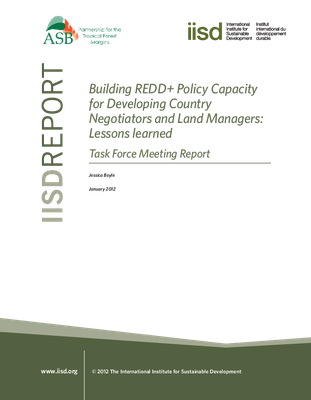 ASB
Partnership for the
Tropical Forest
Margins
iisd
International
Institute for
Sustainable
Development
Institut
international du
développement
durable
IISDREPORT
Building REDD+ Policy Capacity
for Developing Country
Negotiators and Land Managers:
Lessons learned
Task Force Meeting Report
Jessica Boyle
January 2012
www.iisd.org
© 2012 The International Institute for Sustainable Development